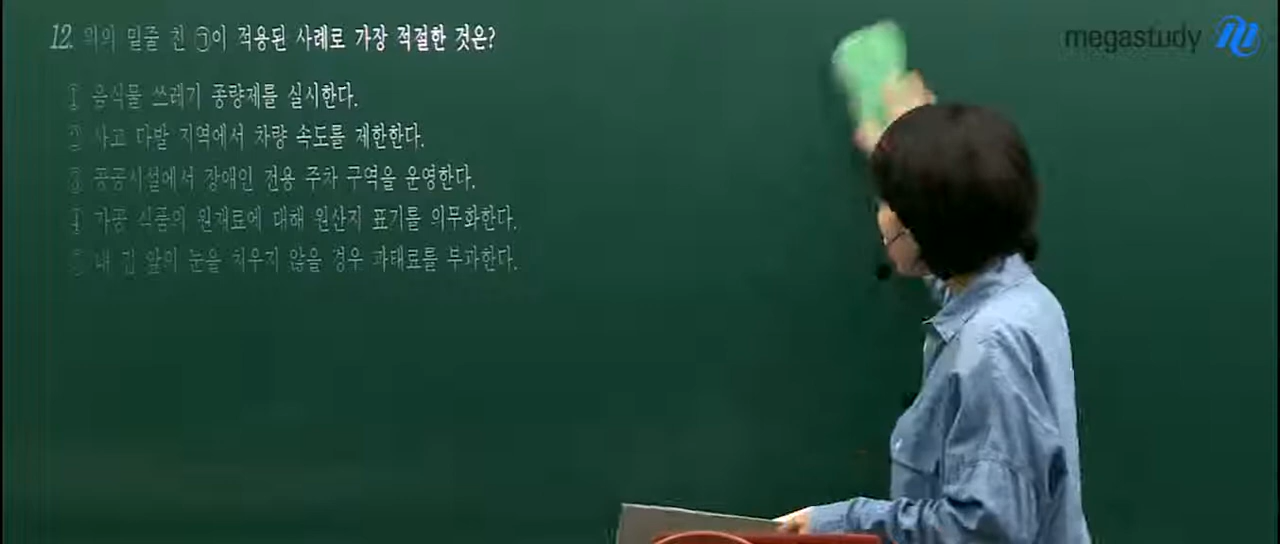 12. 위의 밑줄 친 ㉠이 적용된 사례로 가장 적절한 것은?
megastudy
① 음식물 쓰레기 종량제를 실시한다.
② 사고 다발 지역에서 차량 속도를 제한한다.
③ 공공시설에서 장애인 전용 주차 구역을 운영한다.
④ 가공 식품의 원재료에 대해 원산지 표기를 의무화한다.
⑤ 내 집 앞의 눈을 치우지 않을 경우 과태료를 부과한다.